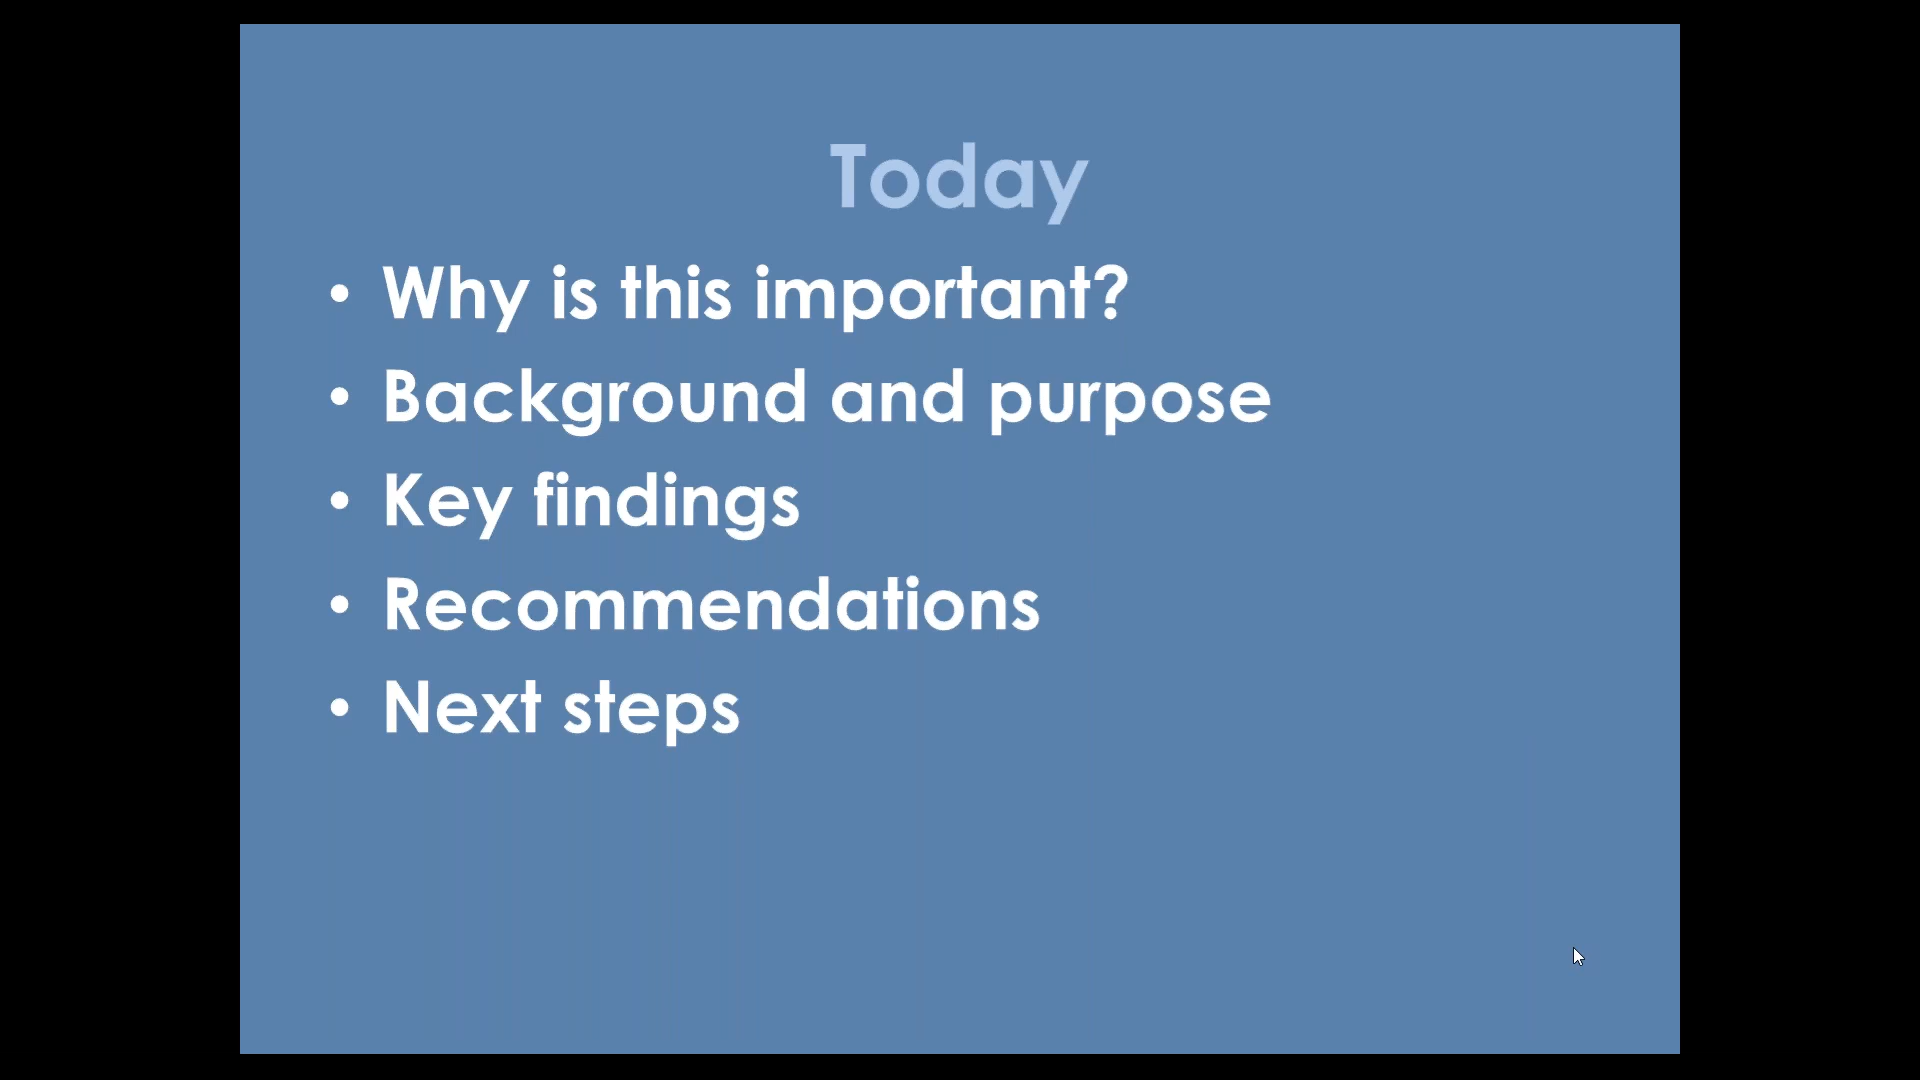 Today
• Why is this important?
• Background and purpose
• Key findings
• Recommendations
• Next steps